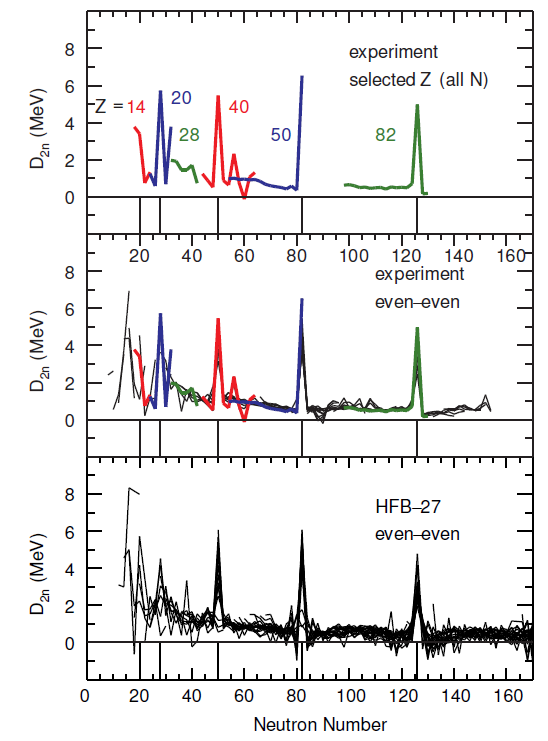 8
experiment
selected Z (all N)
6
Z = 14
20
40
4
28
50
82
2
0
D2n (MeV)
20 40 60 80 100 120 140 160
8
experiment
even–even
6
4
2
0
D2n (MeV)
8
HFB–27
even–even
6
4
2
0
D2n (MeV)
0 20 40 60 80 100 120 140 160
Neutron Number